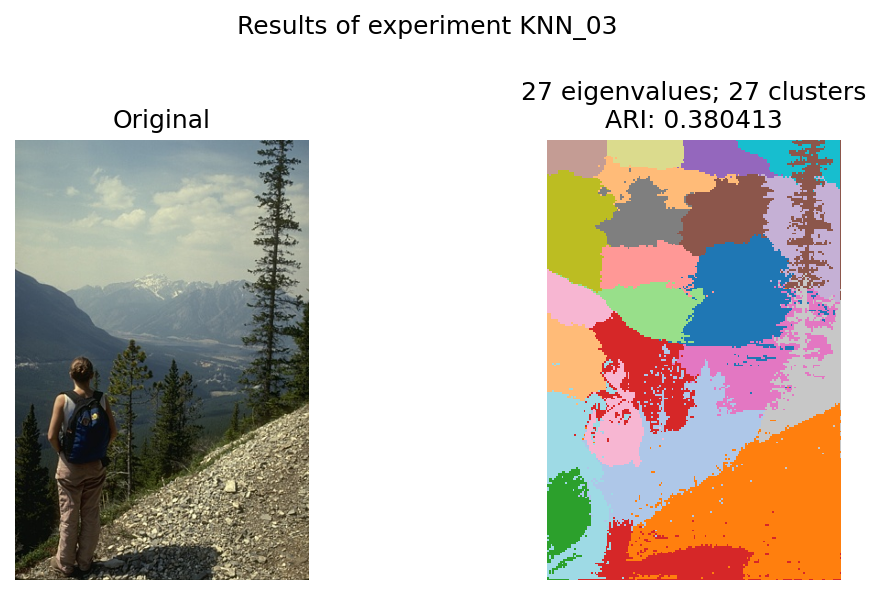 Results of experiment KNN_03
Original
27 eigenvalues; 27 clusters
ARI: 0.380413